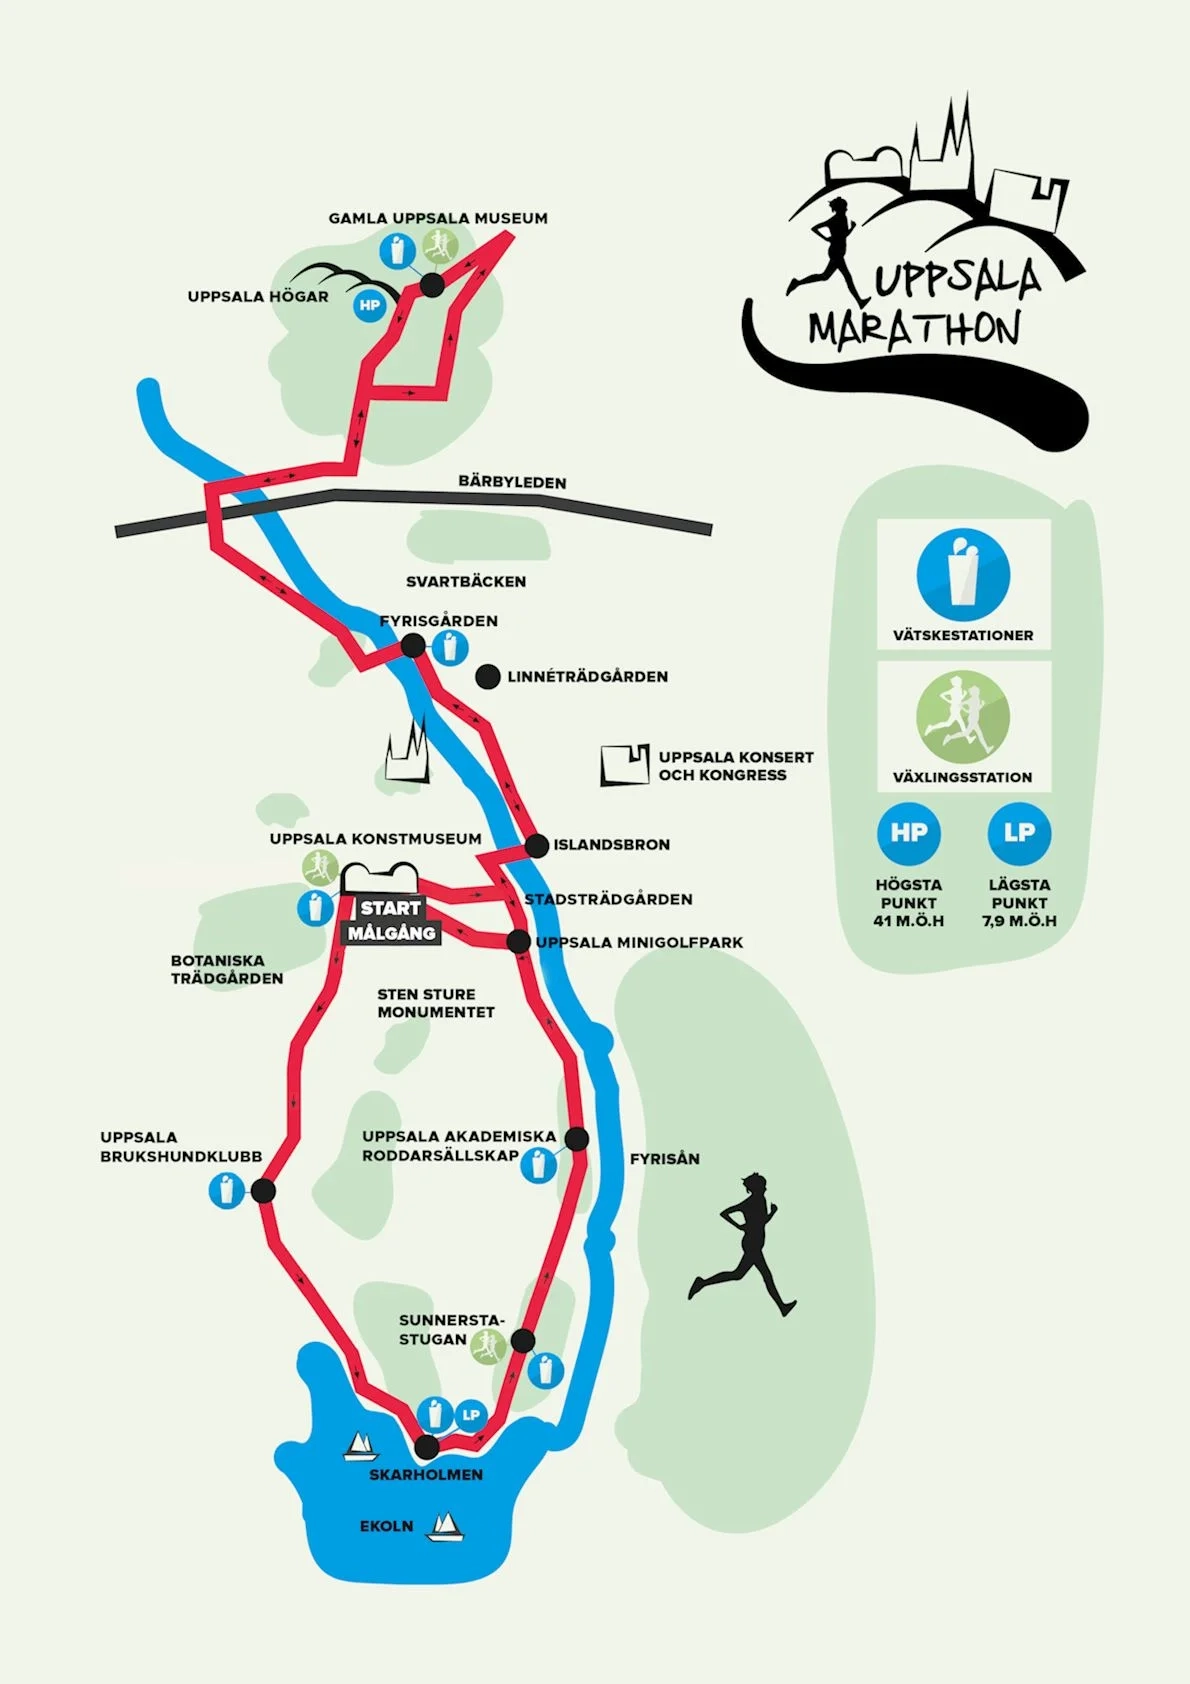 UPPSALA
MARATHON
GAMLA UPPSALA MUSEUM
UPPSALA HÖGAR
HP
BÄRBYLEDEN
SVARTBÄCKEN
FYRISGÅRDEN
LINNÉTRÄDGÅRDEN
UPPSALA KONSERT
OCH KONGRESS
UPPSALA KONSTMUSEUM
ISLANDSBRON
START
MÅLGÅNG
STADSTRÄDGÅRDEN
UPPSALA MINIGOLFPARK
BOTANISKA
TRÄDGÅRDEN
STEN STURE
MONUMENTET
UPPSALA
BRUKSHUNDKLUBB
UPPSALA AKADEMISKA
RODDARSÄLLSKAP
FYRISÅN
SUNNERSTA-
STUGAN
LP
SKARHOLMEN
EKOLN
VÄTSKESTATIONER
VÄXLINGSSTATION
HP
HÖGSTA
PUNKT
41 M.Ö.H
LP
LÄGSTA
PUNKT
7,9 M.Ö.H